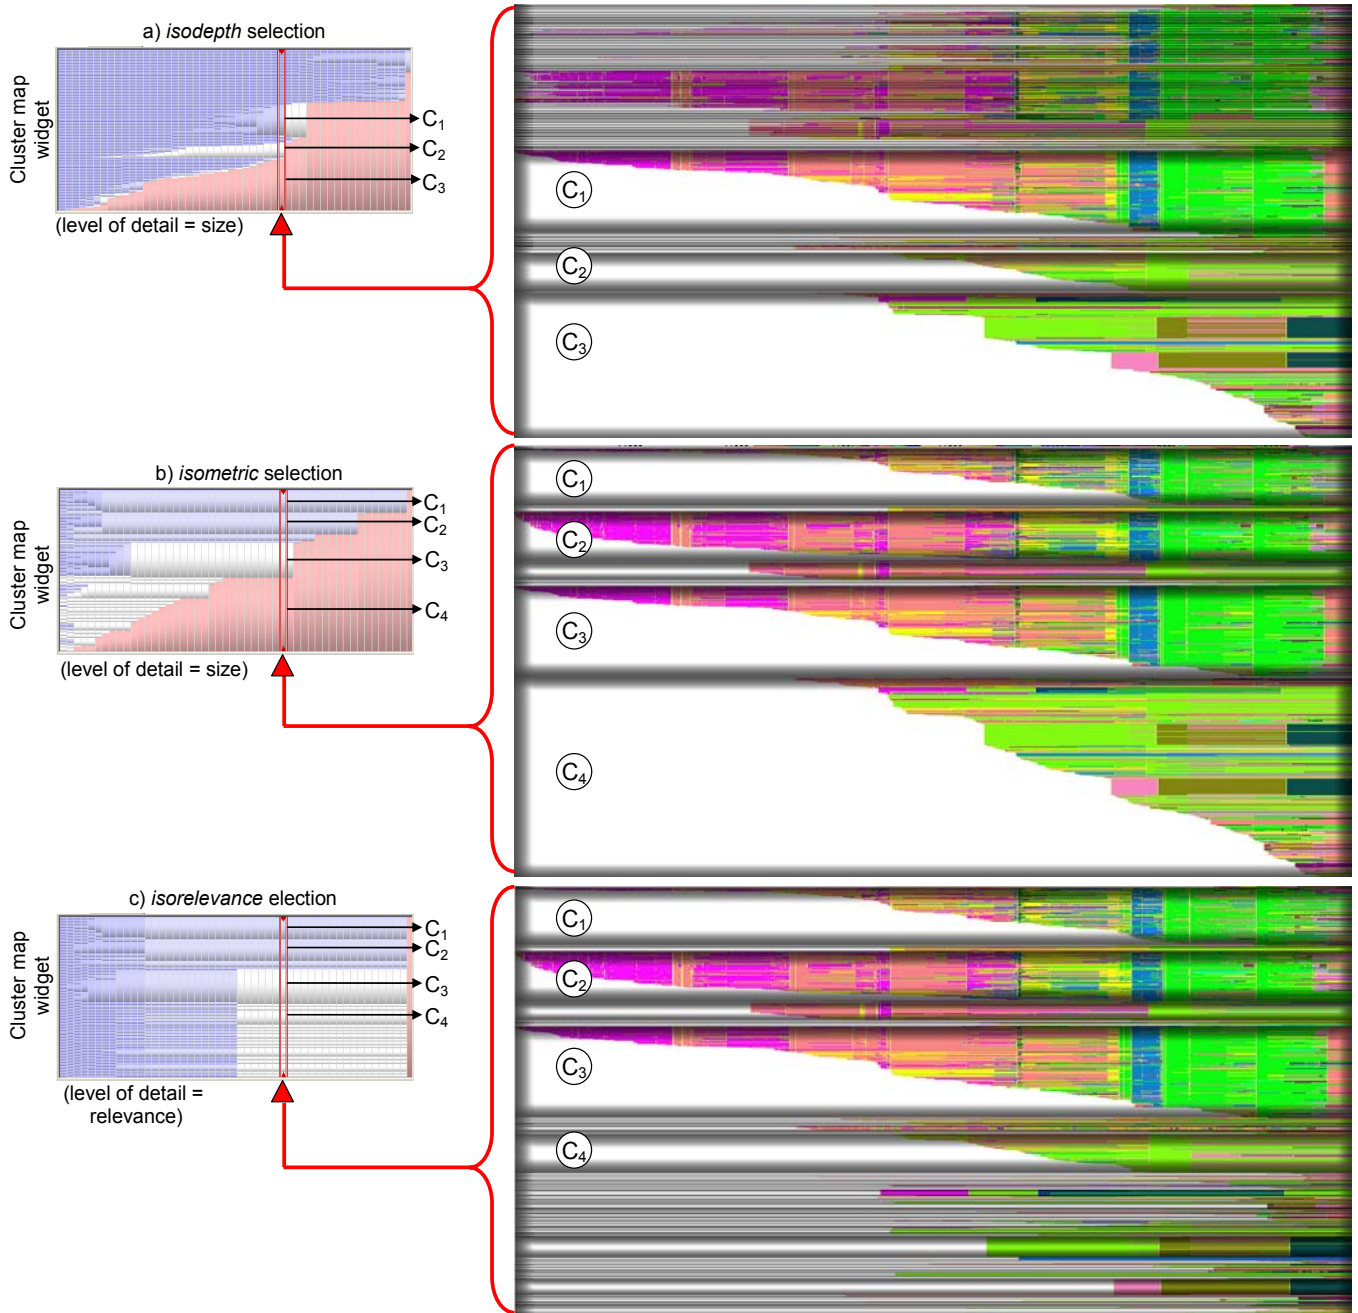 a) isodepth selection
Cluster map
widget
C1
C2
C3
(level of detail = size)
C1
C2
C3
b) isometric selection
Cluster map
widget
C1
C2
C3
C4
(level of detail = size)
C1
C2
C3
C4
c) isorelevance election
Cluster map
widget
C1
C2
C3
C4
(level of detail =
relevance)
C1
C2
C3
C4